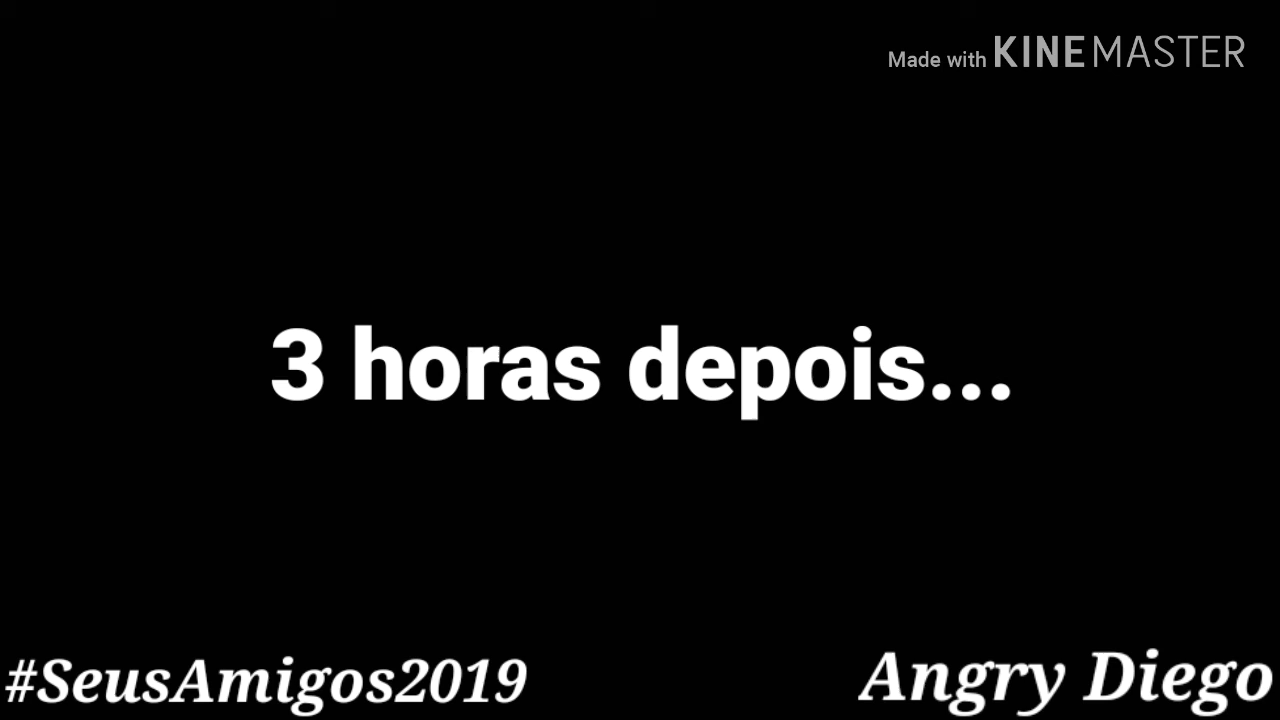 Made with KINEMASTER
3 horas depois...
#SeusAmigos2019
Angry Diego